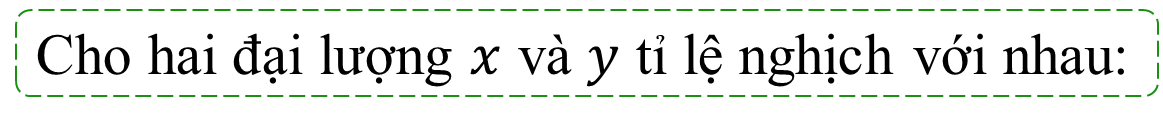 Cho hai đại lượng x và y tỉ lệ nghịch với nhau: